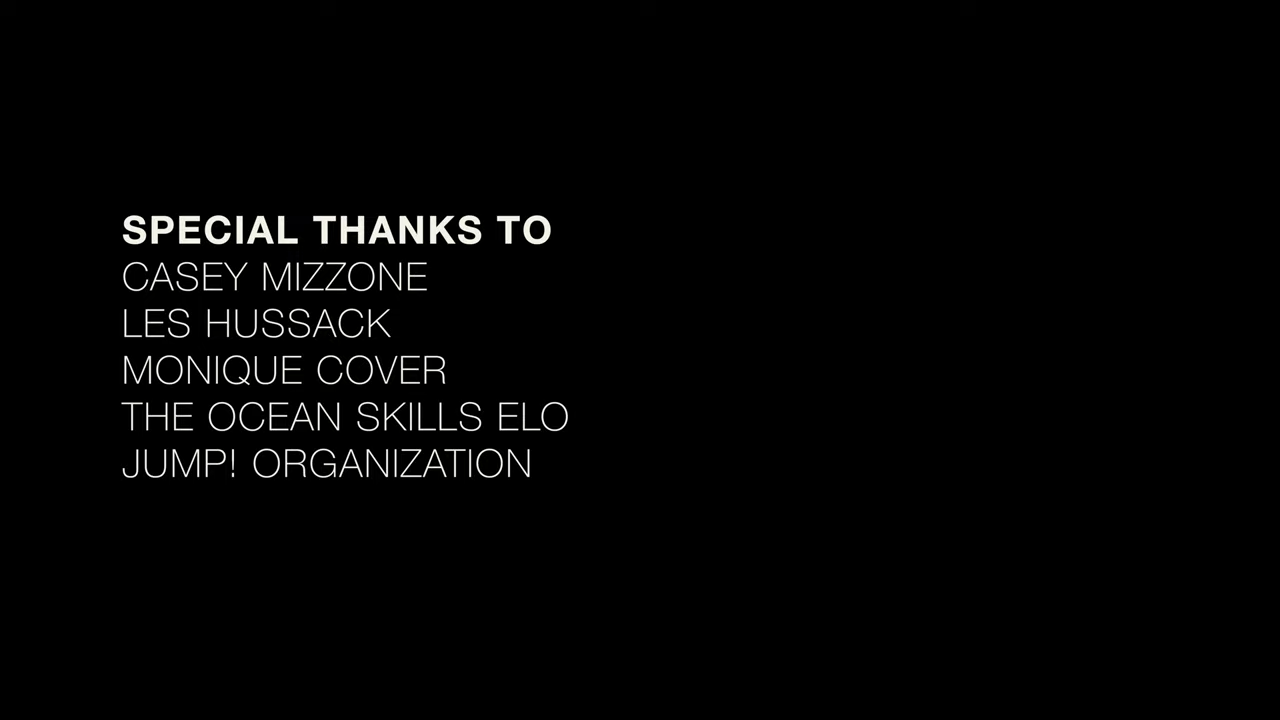 SPECIAL THANKS TO
CASEY MIZZONE
LES HUSSACK
MONIQUE COVER
THE OCEAN SKILLS ELO
JUMP! ORGANIZATION